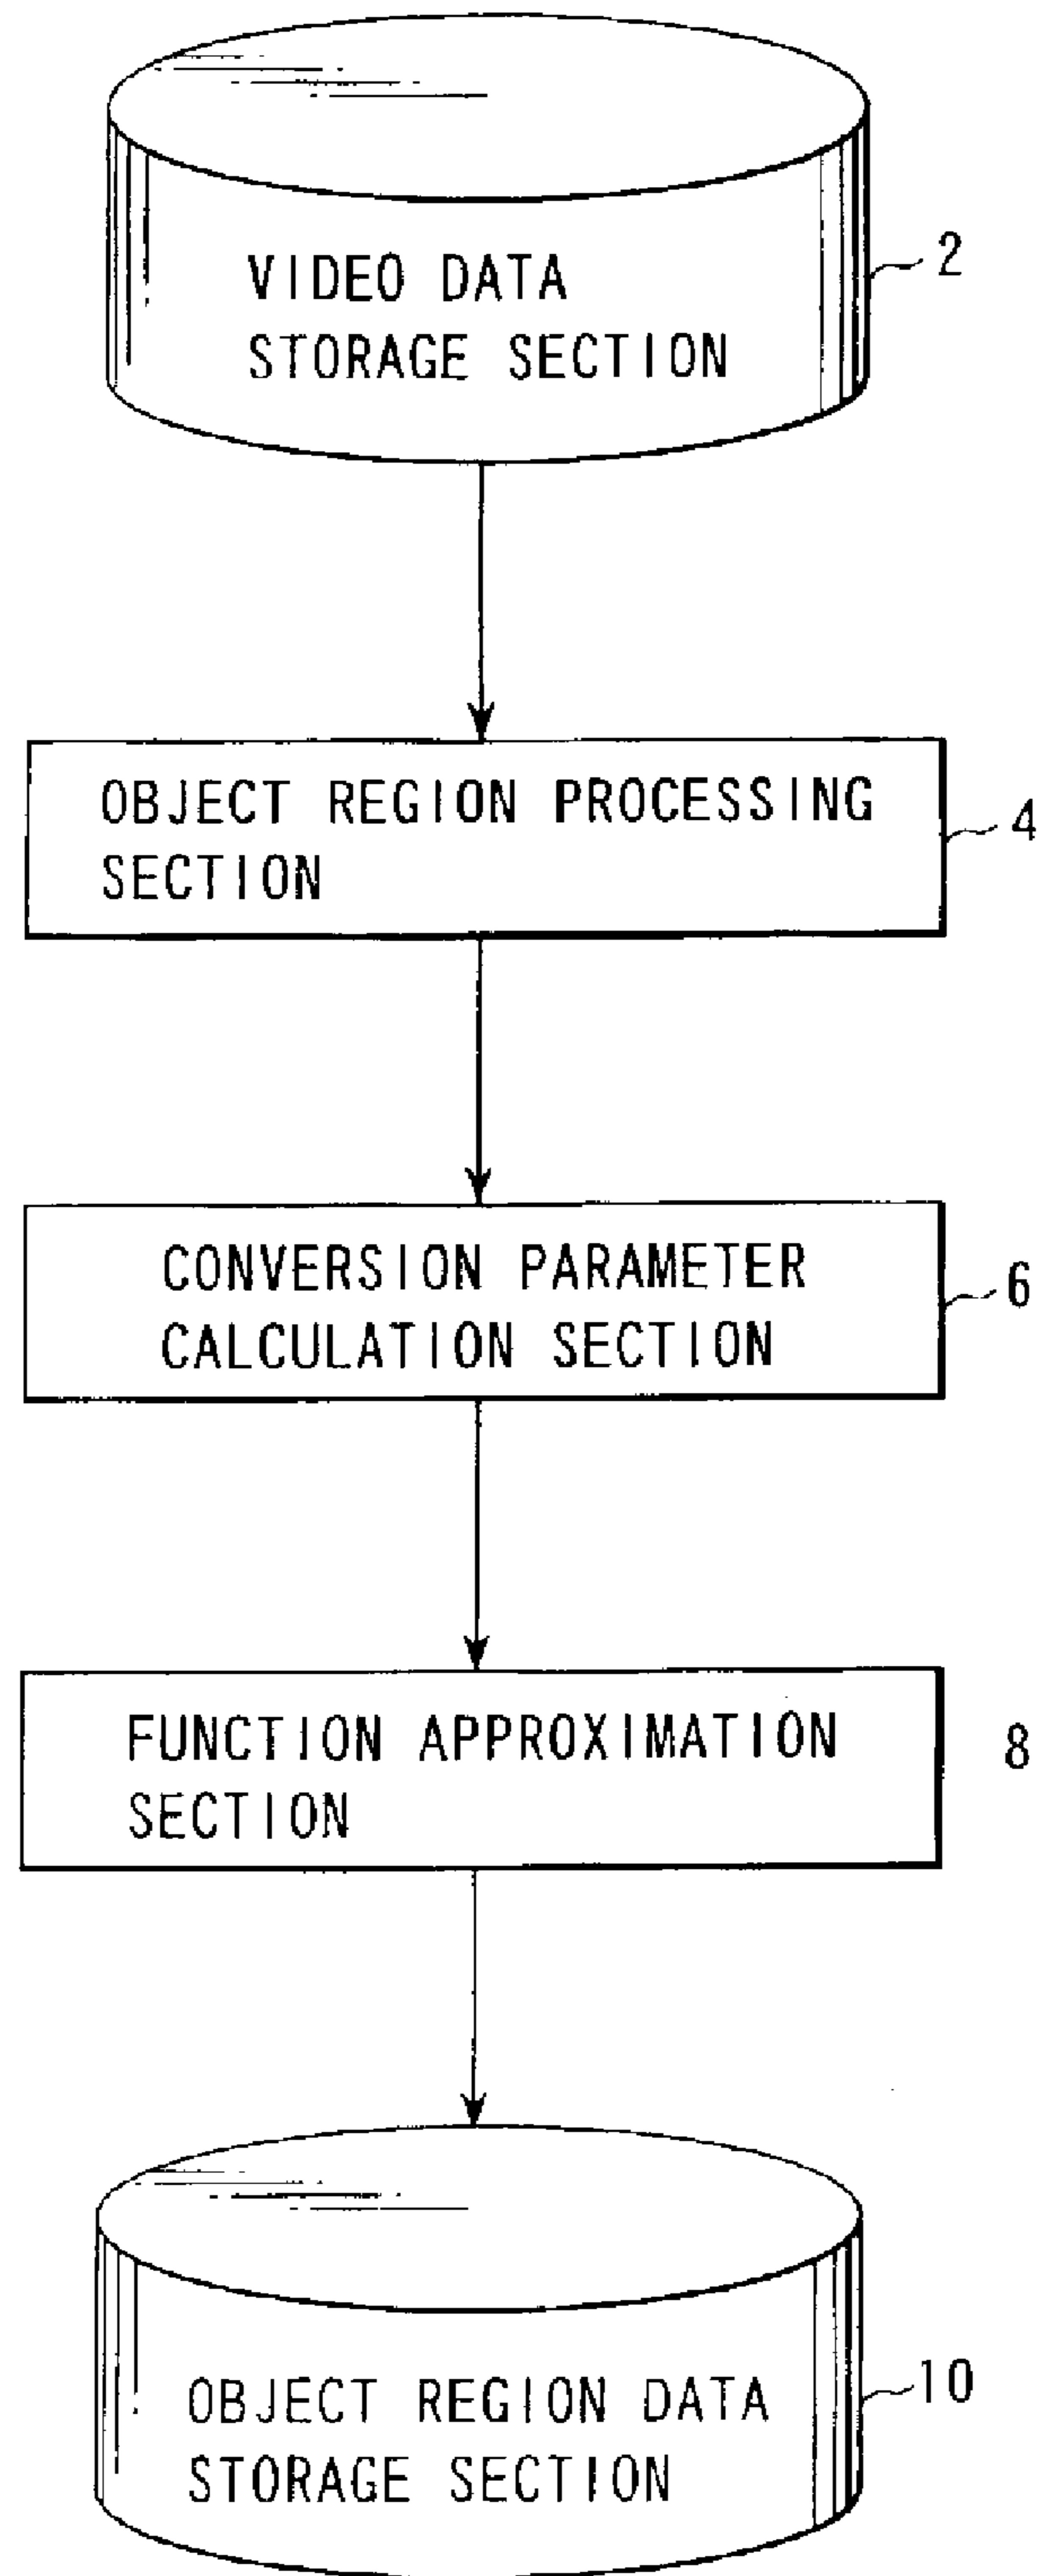 VIDEO DATA
STORAGE SECTION
2
OBJECT REGION PROCESSING
SECTION
4
CONVERSION PARAMETER
CALCULATION SECTION
6
FUNCTION APPROXIMATION
SECTION
8
OBJECT REGION DATA
STORAGE SECTION
10